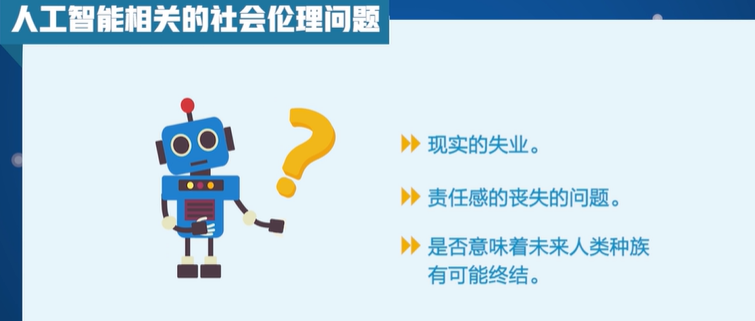 人工智能相关的社会伦理问题
现实的失业。
责任感的丧失的问题。
是否意味着未来人类种族
有可能终结。